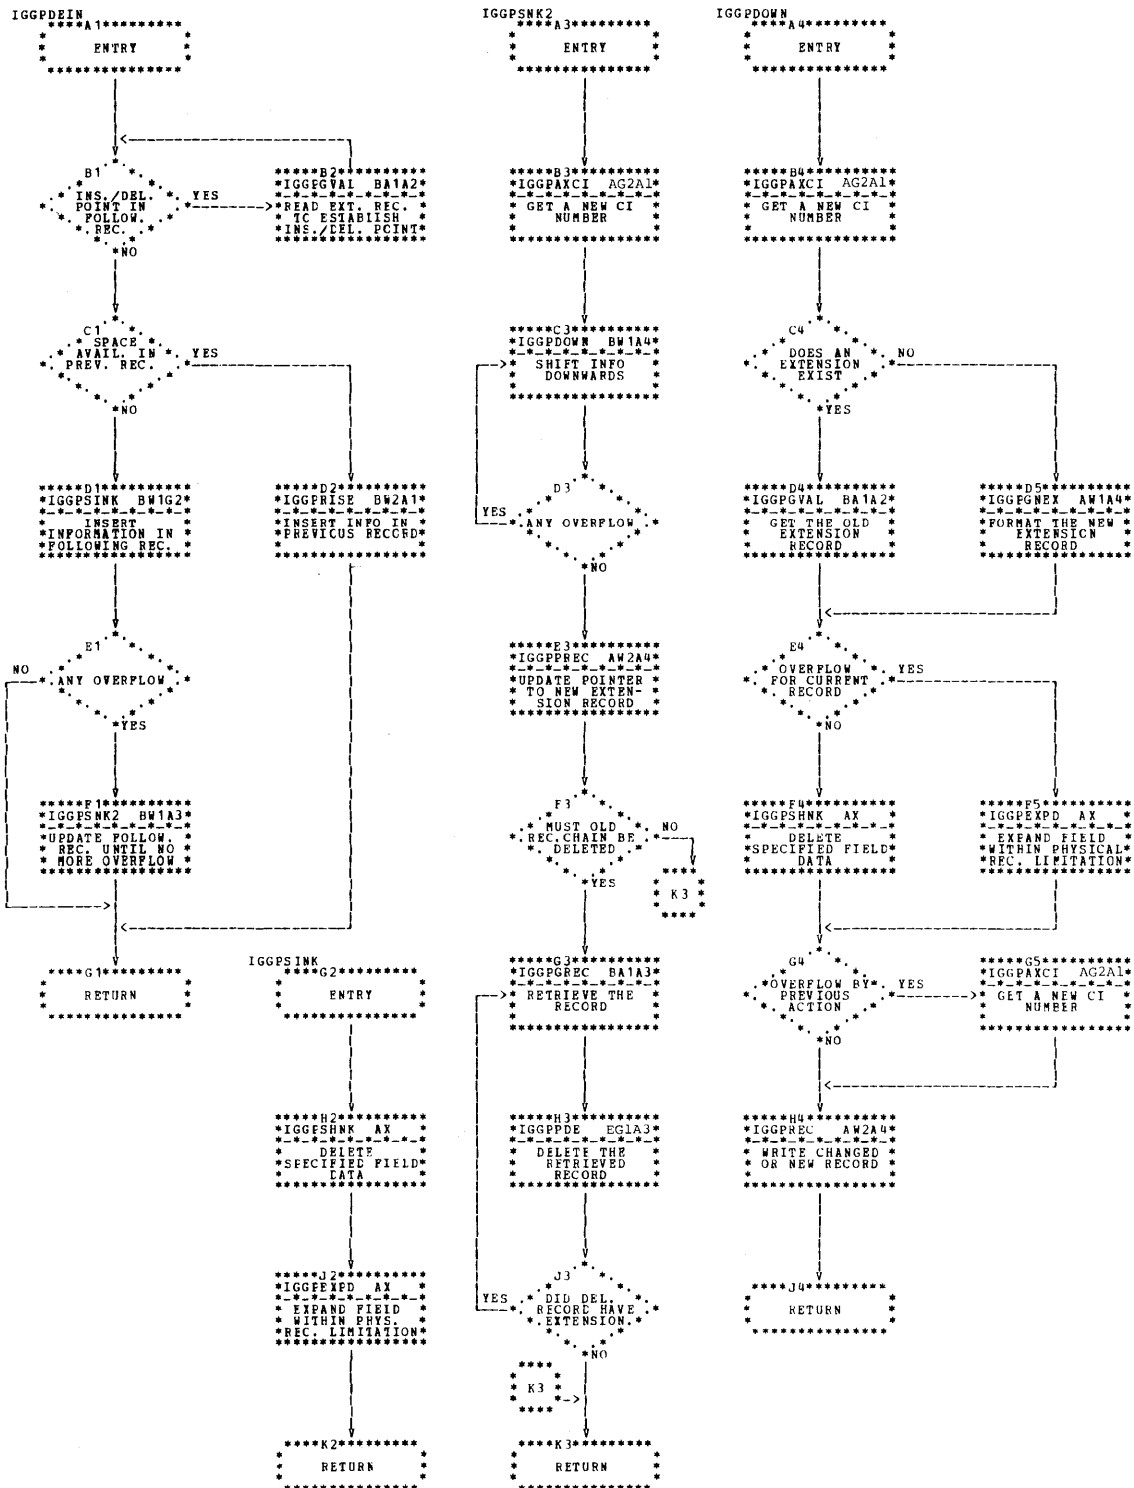 IGGPDEIN
A1
ENTRY
B1
INS./DEL.
POINT IN
FOLLOW.
REC.
YES
NO
B2
IGGPGVAL BA1A2
READ EXT. REC.
TC ESTABLISH
INS./DEL. PCINT
C1
SPACE
AVAIL. IN
PREV. REC.
YES
NO
D1
IGGPSINK BW1G2
INSERT
INFORMATION IN
FOLLOWING REC.
D2
IGGPRISE BW2A1
INSERT INFO IN
PREVICUS RECCRD
E1
NO
ANY OVERFLOW
YES
F1
IGGPSNK2 BW1A3
UPDATE FOLLOW.
REC. UNTIL NO
MORE OVERFLOW
G1
RETURN
IGGPSINK
G2
ENTRY
H2
IGGPSHNK AX
DELETE
SPECIFIED FIELD
DATA
J2
IGGPEXPD AX
EXPAND FIELD
WITHIN PHYS.
REC. LIMITATION
K2
RETURN
IGGPSNK2
A3
ENTRY
B3
IGGPAXCI AG2A1
GET A NEW CI
NUMBER
C3
IGGPDOWN BW1A4
SHIFT INFO
DOWNWARDS
D3
YES
ANY OVERFLOW
NO
E3
IGGPPREC AW2A4
UPDATE POINTER
TO NEW EXTEN-
SION RECORD
F3
MUST OLD
REC.CHAIN BE
DELETED
NO
YES
K3
G3
IGGPGREC BA1A3
RETRIEVE THE
RECORD
H3
IGGPPDE EG1A3
DELETE THE
RETRIEVED
RECORD
J3
YES
DID DEL.
RECORD HAVE
EXTENSION.
NO
K3
K3
RETURN
IGGPDOWN
A4
ENTRY
B4
IGGPAXCI AG2A1
GET A NEW CI
NUMBER
C4
DOES AN
EXTENSION
EXIST
NO
YES
D4
IGGPGVAL BA1A2
GET THE OLD
EXTENSION
RECORD
D5
IGGPGNEX AW1A4
FORMAT THE NEW
EXTENSICN
RECORD
E4
OVERFLOW
FOR CURRENT
RECORD
YES
NO
F4
IGGPSHNK AX
DELETE
SPECIFIED FIELD
DATA
F5
IGGPEXPD AX
EXPAND FIELD
WITHIN PHYSICAL
REC. LIMITATION
G4
OVERFLOW BY
PREVIOUS
ACTION
YES
NO
G5
IGGPAXCI AG2A1
GET A NEW CI
NUMBER
H4
IGGPREC AW2A4
WRITE CHANGED
OR NEW RECORD
J4
RETURN